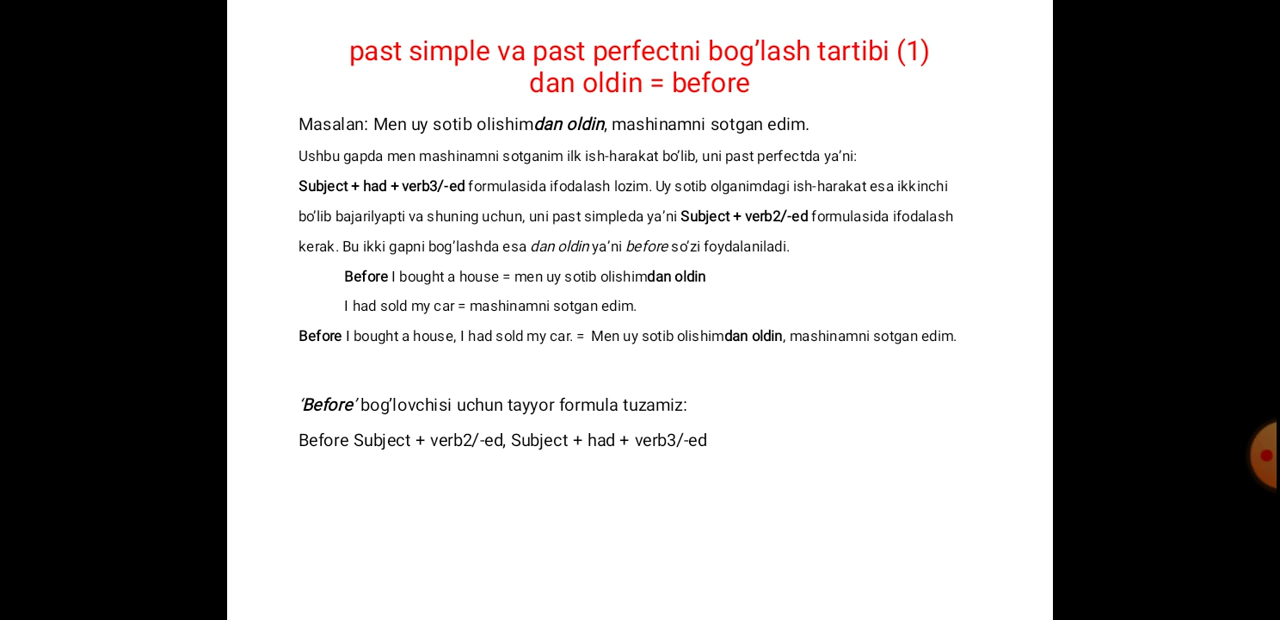 past simple va past perfectni bog’lash tartibi (1)
dan oldin = before
Masalan: Men uy sotib olishimdan oldin, mashinamni sotgan edim.
Ushbu gapda men mashinamni sotganim ilk ish-harakat bo’lib, uni past perfectda ya’ni:
Subject + had + verb3/-ed formulasida ifodalash lozim. Uy sotib olganimdagi ish-harakat esa ikkinchi
bo’lib bajarilyapti va shuning uchun, uni past simpleda ya’ni Subject + verb2/-ed formulasida ifodalash
kerak. Bu ikki gapni bog’lashda esa dan oldin ya’ni before so’zi foydalaniladi.
Before I bought a house = men uy sotib olishimdan oldin
I had sold my car = mashinamni sotgan edim.
Before I bought a house, I had sold my car. = Men uy sotib olishimdan oldin, mashinamni sotgan edim.
‘Before’ bog’lovchisi uchun tayyor formula tuzamiz:
Before Subject + verb2/-ed, Subject + had + verb3/-ed